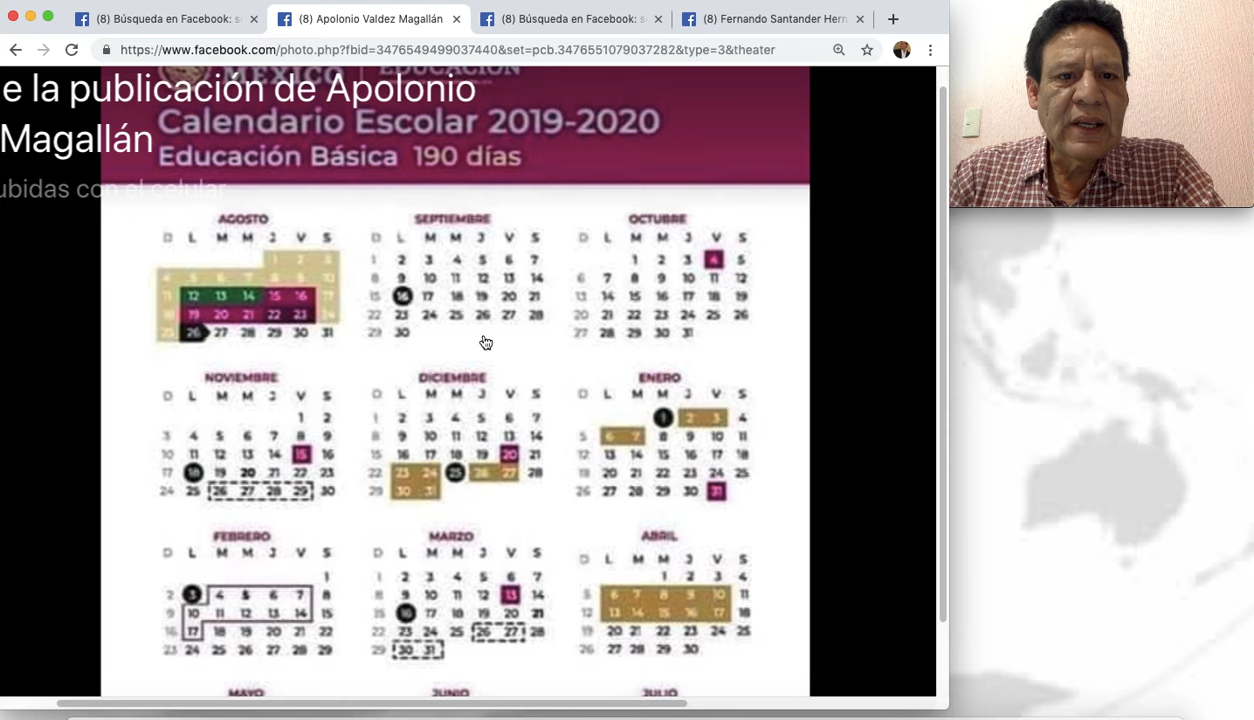 (8) Búsqueda en Facebook: s
(8) Apolonio Valdez Magallán
(8) Búsqueda en Facebook: s
(8) Fernando Santander Hern
https://www.facebook.com/photo.php?fbid=3476549499037440&set=pcb.3476551079037282&type=3&theater
MÉXICO EDUCACIÓN
e la publicación de Apolonio
Magallán
ubidas con el celular
Calendario Escolar 2019-2020
Educación Básica 190 días
AGOSTO SEPTIEMBRE OCTUBRE
D L M M J V S D L M M J V S D L M M J V S
1 2 3 1 2 3 4 5 6 7 1 2 3 4 5
4 5 6 7 8 9 10 8 9 10 11 12 13 14 6 7 8 9 10 11 12
11 12 13 14 15 16 17 15 16 17 18 19 20 21 13 14 15 16 17 18 19
18 19 20 21 22 23 24 22 23 24 25 26 27 28 20 21 22 23 24 25 26
25 26 27 28 29 30 31 29 30 27 28 29 30 31
NOVIEMBRE DICIEMBRE ENERO
D L M M J V S D L M M J V S D L M M J V S
1 2 1 2 3 4 5 6 7 1 2 3 4
3 4 5 6 7 8 9 8 9 10 11 12 13 14 5 6 7 8 9 10 11
10 11 12 13 14 15 16 15 16 17 18 19 20 21 12 13 14 15 16 17 18
17 18 19 20 21 22 23 22 23 24 25 26 27 28 19 20 21 22 23 24 25
24 25 26 27 28 29 30 29 30 31 26 27 28 29 30 31
FEBRERO MARZO ABRIL
D L M M J V S D L M M J V S D L M M J V S
1 1 2 3 4 5 6 7 1 2 3 4
2 3 4 5 6 7 8 8 9 10 11 12 13 14 5 6 7 8 9 10 11
9 10 11 12 13 14 15 15 16 17 18 19 20 21 12 13 14 15 16 17 18
16 17 18 19 20 21 22 22 23 24 25 26 27 28 19 20 21 22 23 24 25
23 24 25 26 27 28 29 29 30 31 26 27 28 29 30
MAYO JUNIO JULIO